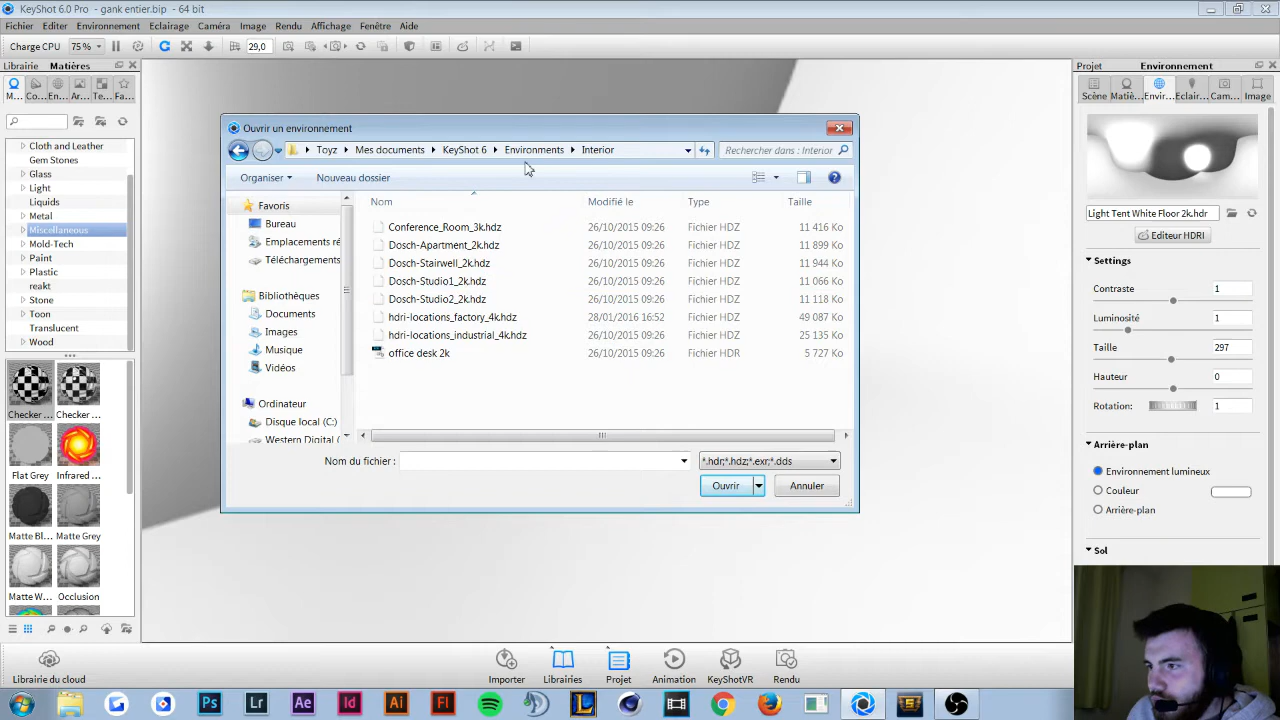 KeyShot 6.0 Pro - gank entier.bip - 64 bit
Fichier Editer Environnement Eclairage Caméra Image Rendu Affichage Fenêtre Aide
Charge CPU 75 % 29,0
Librairie Matières
M... Co... En... Ar... Te... Fa...
Cloth and Leather
Gem Stones
Glass
Light
Liquids
Metal
Miscellaneous
Mold-Tech
Paint
Plastic
reakt
Stone
Toon
Translucent
Wood
Checker ... Checker ...
Flat Grey Infrared ...
Matte Bl... Matte Grey
Matte W... Occlusion
Ouvrir un environnement
Toyz Mes documents KeyShot 6 Environments Interior
Rechercher dans : Interior
Organiser Nouveau dossier
Favoris
Bureau
Emplacements ré
Téléchargements
Bibliothèques
Documents
Images
Musique
Vidéos
Ordinateur
Disque local (C:)
Western Digital (
Nom Modifié le Type Taille
Conference_Room_3k.hdz 26/10/2015 09:26 Fichier HDZ 11 416 Ko
Dosch-Apartment_2k.hdz 26/10/2015 09:26 Fichier HDZ 11 899 Ko
Dosch-Stairwell_2k.hdz 26/10/2015 09:26 Fichier HDZ 11 944 Ko
Dosch-Studio1_2k.hdz 26/10/2015 09:26 Fichier HDZ 11 066 Ko
Dosch-Studio2_2k.hdz 26/10/2015 09:26 Fichier HDZ 11 118 Ko
hdri-locations_factory_4k.hdz 28/01/2016 16:52 Fichier HDZ 49 087 Ko
hdri-locations_industrial_4k.hdz 26/10/2015 09:26 Fichier HDZ 25 135 Ko
office desk 2k 26/10/2015 09:26 Fichier HDR 5 727 Ko
Nom du fichier : *.hdr;*.hdz;*.exr;*.dds
Ouvrir Annuler
Projet Environnement
Scène Matiè... Envir... Eclair... Cam... Image
Light Tent White Floor 2k.hdr
Editeur HDRI
Settings
Contraste 1
Luminosité 1
Taille 297
Hauteur 0
Rotation: 1
Arrière-plan
Environnement lumineux
Couleur
Arrière-plan
Sol
Librairie du cloud Importer Librairies Projet Animation KeyShotVR Rendu
Ps Lr Ae Id Ai Fl